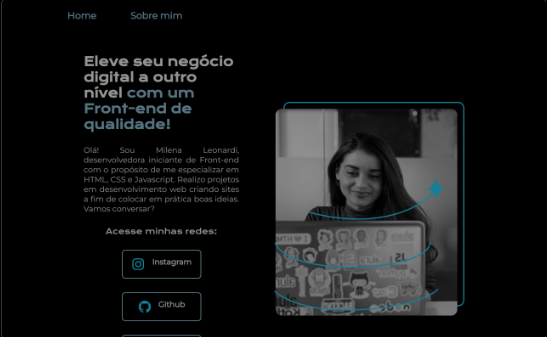 Home
Sobre mim
Eleve seu negócio
digital a outro
nível com um
Front-end de
qualidade!
Olá! Sou Milena Leonardi,
desenvolvedora iniciante de Front-end
com o propósito de me especializar em
HTML, CSS e Javascript. Realizo projetos
em desenvolvimento web criando sites
a fim de colocar em prática boas ideias.
Vamos conversar?
Acesse minhas redes:
Instagram
Github